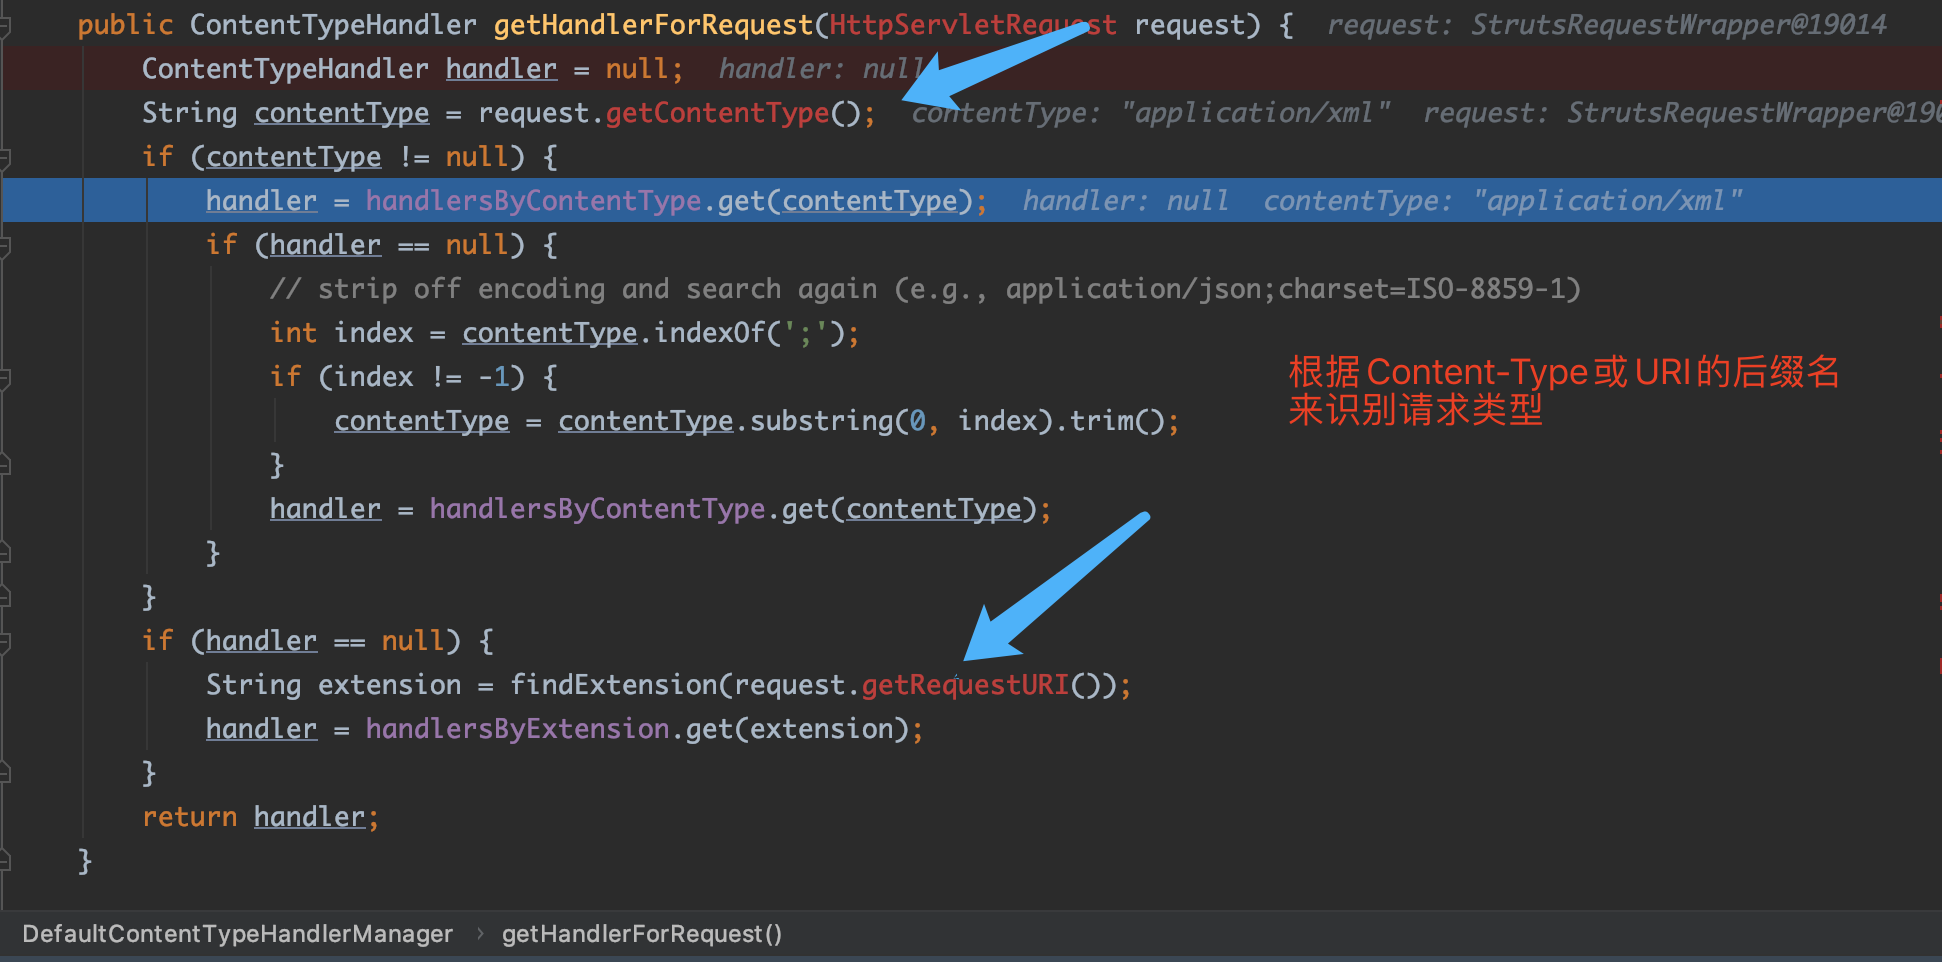 public ContentTypeHandler getHandlerForRequest(HttpServletRequest request) {  request: StrutsRequestWrapper@19014
ContentTypeHandler handler = null;  handler: null
String contentType = request.getContentType();  contentType: "application/xml"  request: StrutsRequestWrapper@190
if (contentType != null) {
handler = handlersByContentType.get(contentType);  handler: null  contentType: "application/xml"
if (handler == null) {
// strip off encoding and search again (e.g., application/json;charset=ISO-8859-1)
int index = contentType.indexOf(';');
if (index != -1) {
contentType = contentType.substring(0, index).trim();
}
handler = handlersByContentType.get(contentType);
}
}
if (handler == null) {
String extension = findExtension(request.getRequestURI());
handler = handlersByExtension.get(extension);
}
return handler;
}
根据Content-Type或URI的后缀名
来识别请求类型
DefaultContentTypeHandlerManager › getHandlerForRequest()